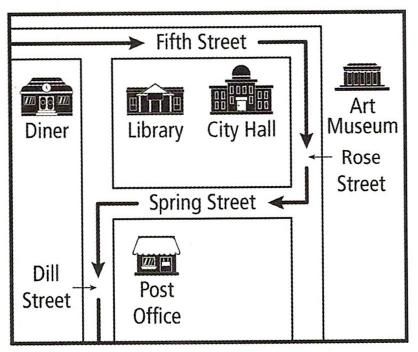 Fifth Street
Diner
Library
City Hall
Art
Museum
Rose
Street
Spring Street
Dill
Street
Post
Office